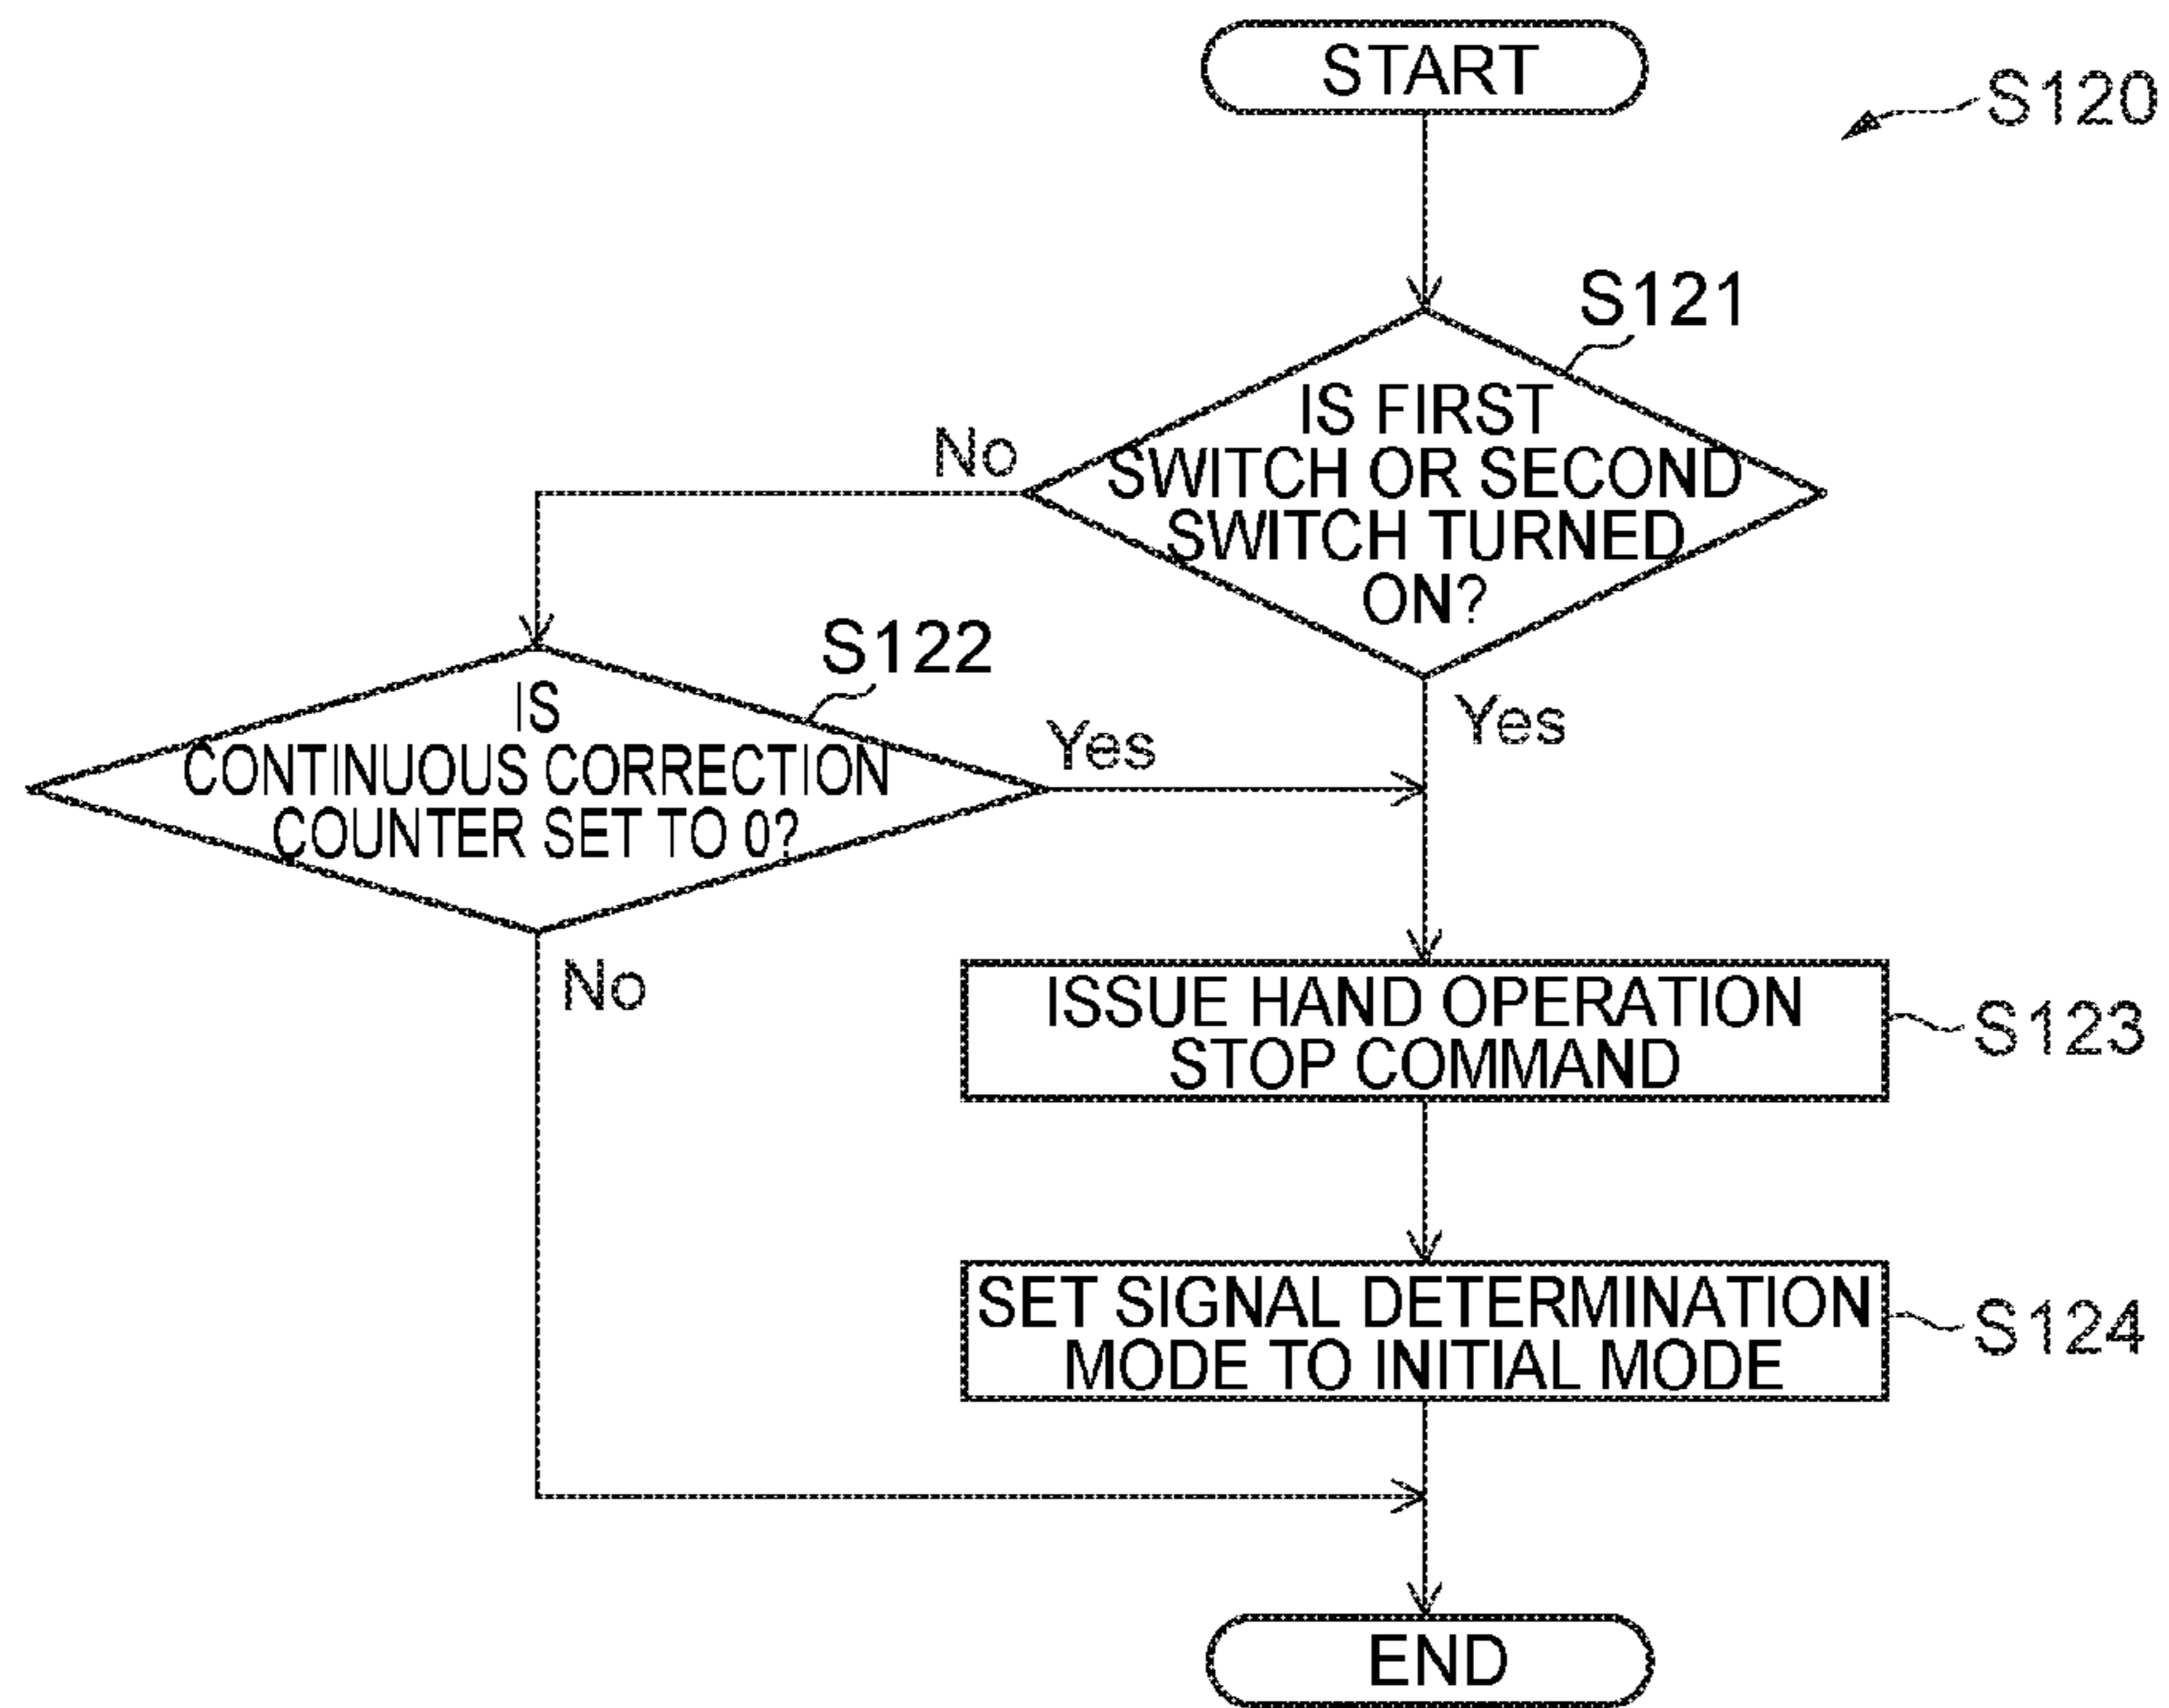 START
S120
S121
IS FIRST
SWITCH OR SECOND
SWITCH TURNED
ON?
No
Yes
S122
IS
CONTINUOUS CORRECTION
COUNTER SET TO 0?
Yes
No
ISSUE HAND OPERATION
STOP COMMAND
S123
SET SIGNAL DETERMINATION
MODE TO INITIAL MODE
S124
END